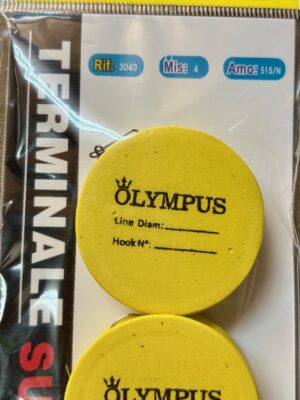 Rif: 3040 Mis: 4 Amo: 515/N
TERMINALE SU
OLYMPUS
Line Diam:
Hook N°:
OLYMPUS